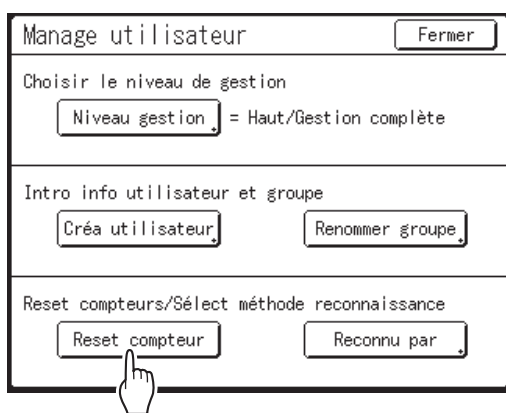 Manage utilisateur Fermer
Choisir le niveau de gestion
Niveau gestion = Haut/Gestion complète
Intro info utilisateur et groupe
Créa utilisateur Renommer groupe
Reset compteurs/Sélect méthode reconnaissance
Reset compteur Reconnu par